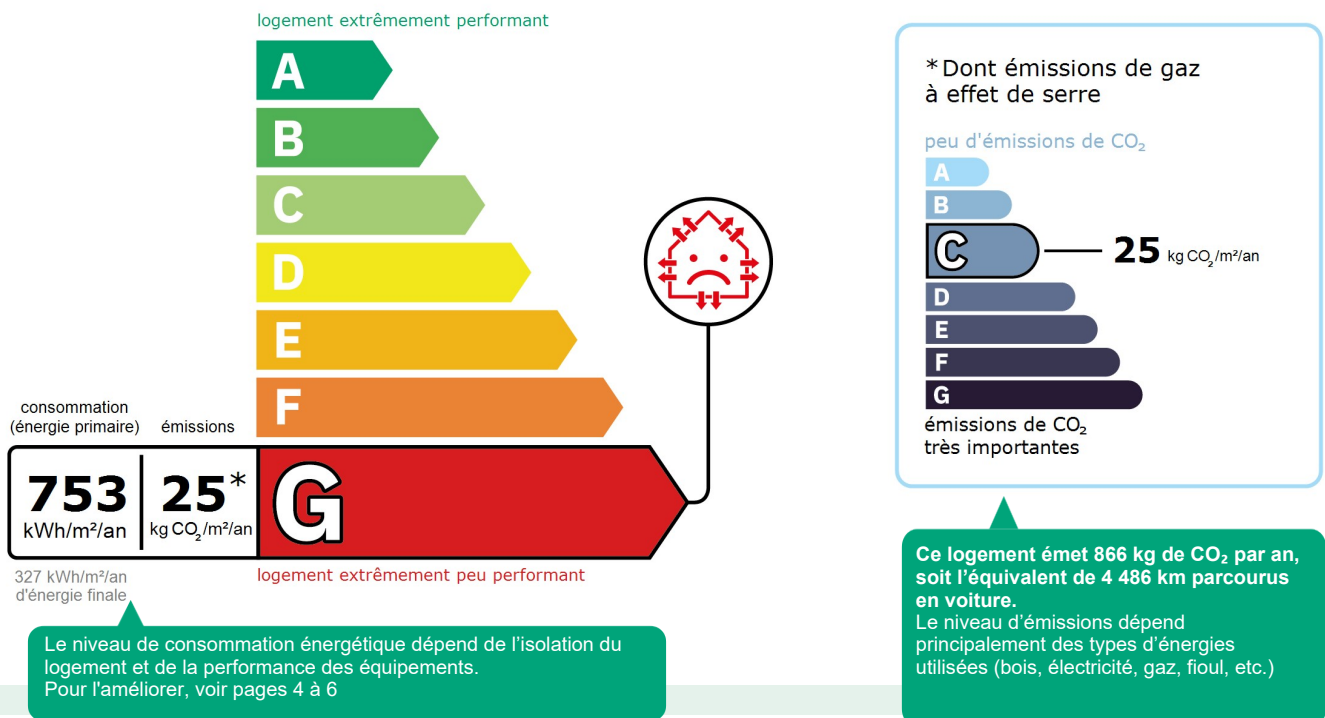 logement extrêmement performant
A
B
C
D
E
F
consommation
(énergie primaire)
émissions
753
kWh/m²/an
25*
kg CO₂/m²/an
G
327 kWh/m²/an
d'énergie finale
logement extrêmement peu performant
Le niveau de consommation énergétique dépend de l'isolation du
logement et de la performance des équipements.
Pour l'améliorer, voir pages 4 à 6
*Dont émissions de gaz
à effet de serre
peu d'émissions de CO₂
A
B
C
25 kg CO₂/m²/an
D
E
F
G
émissions de CO₂
très importantes
Ce logement émet 866 kg de CO₂ par an,
soit l'équivalent de 4 486 km parcourus
en voiture.
Le niveau d'émissions dépend
principalement des types d'énergies
utilisées (bois, électricité, gaz, fioul, etc.)